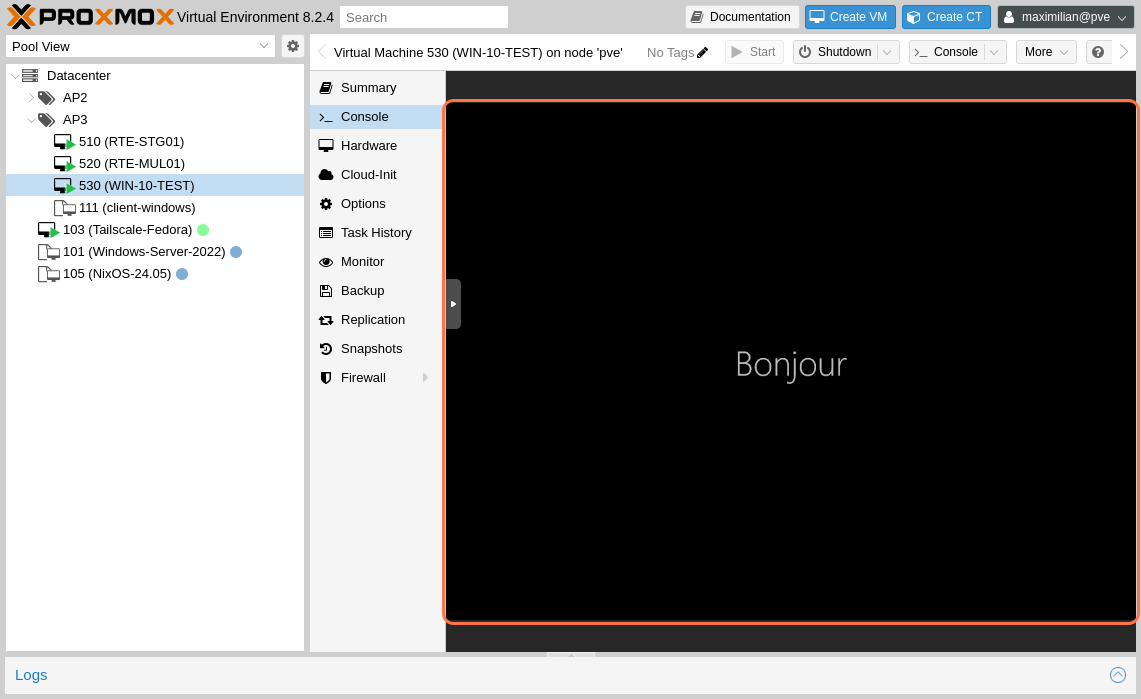 PROXMOX Virtual Environment 8.2.4 Search Documentation Create VM Create CT maximilian@pve
Pool View
Virtual Machine 530 (WIN-10-TEST) on node 'pve' No Tags Start Shutdown Console More
Datacenter
AP2
AP3
510 (RTE-STG01)
520 (RTE-MUL01)
530 (WIN-10-TEST)
111 (client-windows)
103 (Tailscale-Fedora)
101 (Windows-Server-2022)
105 (NixOS-24.05)
Summary
Console
Hardware
Cloud-Init
Options
Task History
Monitor
Backup
Replication
Snapshots
Firewall
Bonjour
Logs